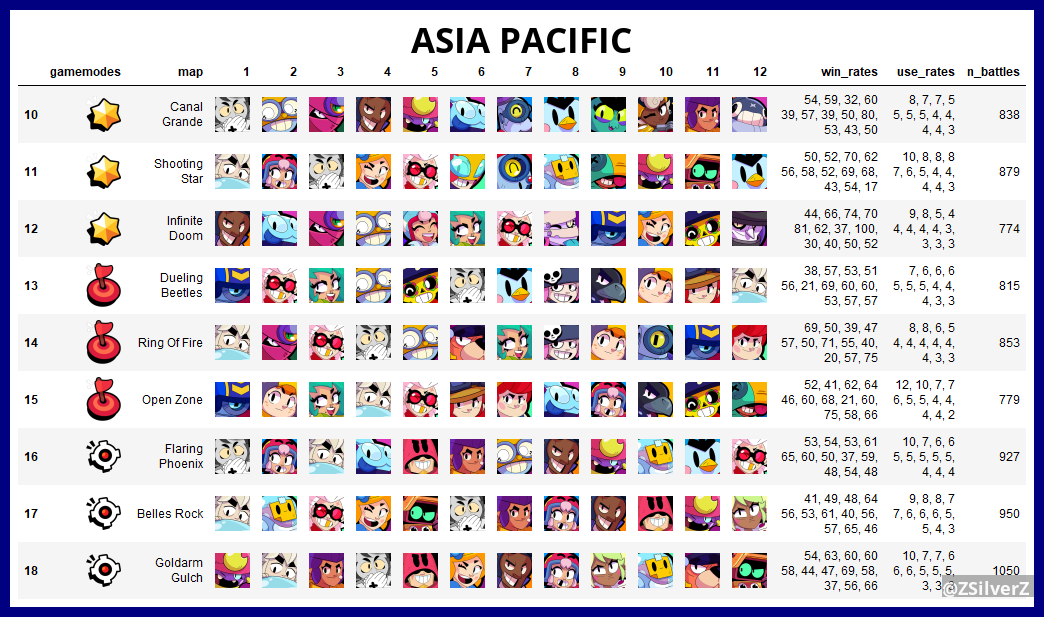 ASIA PACIFIC
gamemodes map 1 2 3 4 5 6 7 8 9 10 11 12 win_rates use_rates n_battles
10 Canal Grande 54, 59, 32, 60 8, 7, 7, 5 838
39, 57, 39, 50, 80, 5, 5, 5, 4, 4,
53, 43, 50 4, 4, 3
11 Shooting Star 50, 52, 70, 62 10, 8, 8, 8 879
56, 58, 52, 69, 68, 7, 6, 5, 4, 4,
43, 54, 17 4, 4, 3
12 Infinite Doom 44, 66, 74, 70 9, 8, 5, 4 774
81, 62, 37, 100, 4, 4, 4, 4, 3,
30, 40, 50, 52 3, 3, 3
13 Dueling Beetles 38, 57, 53, 51 7, 6, 6, 6 815
56, 21, 69, 60, 60, 5, 5, 5, 4, 4,
53, 57, 57 4, 3, 3
14 Ring Of Fire 69, 50, 39, 47 8, 8, 6, 5 853
57, 50, 71, 55, 40, 4, 4, 4, 4, 4,
20, 57, 75 4, 3, 3
15 Open Zone 52, 41, 62, 64 12, 10, 7, 7 779
46, 60, 68, 21, 60, 6, 5, 5, 4, 4,
75, 58, 66 4, 4, 2
16 Flaring Phoenix 53, 54, 53, 61 10, 7, 6, 6 927
65, 60, 50, 37, 59, 5, 5, 5, 5, 5,
48, 54, 48 4, 4, 4
17 Belles Rock 41, 49, 48, 64 9, 8, 8, 7 950
56, 53, 61, 40, 56, 7, 6, 6, 6, 5,
57, 65, 46 5, 4, 3
18 Goldarm Gulch 54, 63, 60, 60 10, 7, 7, 6 1050
58, 44, 47, 69, 58, 6, 6, 5, 5, 5,
37, 56, 66 3, 3,
@ZSilverZ